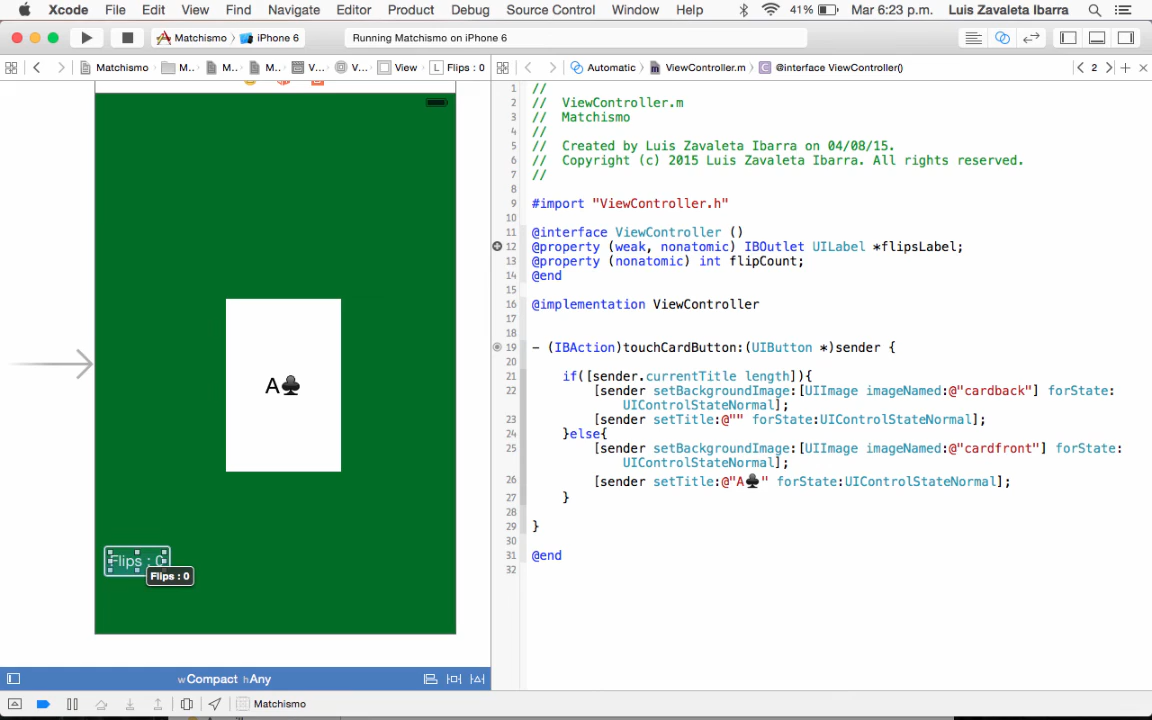 Xcode File Edit View Find Navigate Editor Product Debug Source Control Window Help 41% Mar 6:23 p.m. Luis Zavaleta Ibarra
Matchismo iPhone 6 Running Matchismo on iPhone 6
Matchismo M... M... M... V... V... View L Flips : 0 Automatic ViewController.m C @interface ViewController() 2
A♣
Flips : 0
Flips : 0
wCompact hAny
1 //
2 // ViewController.m
3 // Matchismo
4 //
5 // Created by Luis Zavaleta Ibarra on 04/08/15.
6 // Copyright (c) 2015 Luis Zavaleta Ibarra. All rights reserved.
7 //
8
9 #import "ViewController.h"
10
11 @interface ViewController ()
12 @property (weak, nonatomic) IBOutlet UILabel *flipsLabel;
13 @property (nonatomic) int flipCount;
14 @end
15
16 @implementation ViewController
17
18
19 - (IBAction)touchCardButton:(UIButton *)sender {
20
21 if([sender.currentTitle length]){
22 [sender setBackgroundImage:[UIImage imageNamed:@"cardback"] forState:
UIControlStateNormal];
23 [sender setTitle:@"" forState:UIControlStateNormal];
24 }else{
25 [sender setBackgroundImage:[UIImage imageNamed:@"cardfront"] forState:
UIControlStateNormal];
26 [sender setTitle:@"A♣" forState:UIControlStateNormal];
27 }
28
29 }
30
31 @end
32
Matchismo